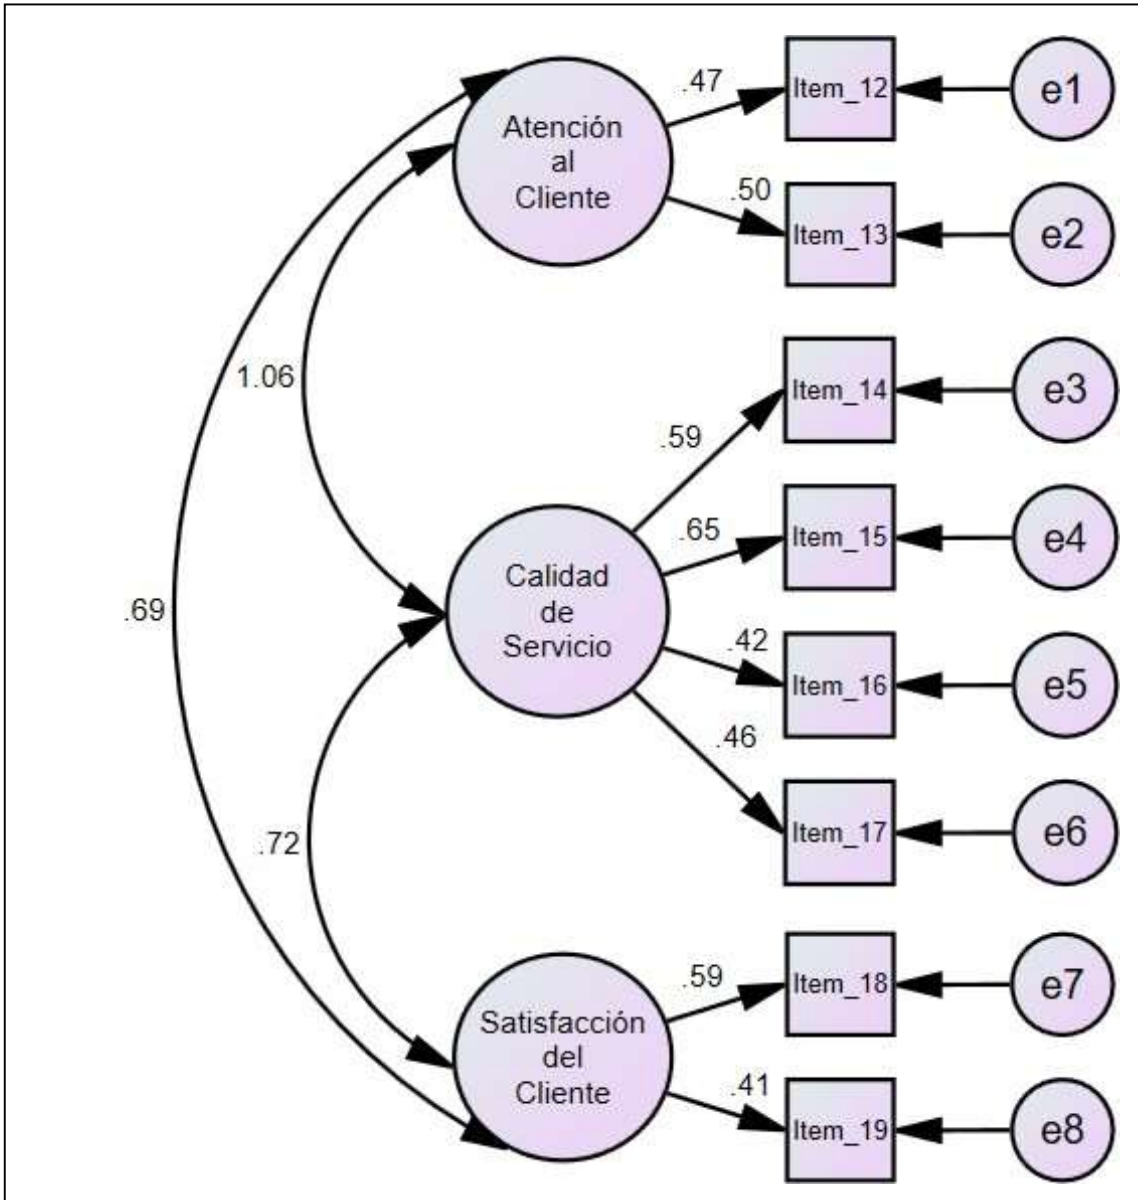 .47
Item_12
e1
Atención
al
Cliente
.50
Item_13
e2
1.06
.59
Item_14
e3
.65
Item_15
e4
Calidad
de
Servicio
.69
.42
Item_16
e5
.46
Item_17
e6
.72
.59
Item_18
e7
Satisfacción
del
Cliente
.41
Item_19
e8